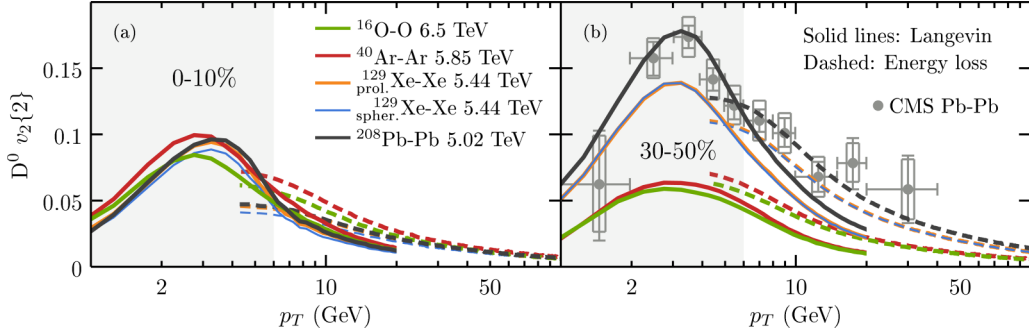 (a)
0-10%
¹⁶O-O 6.5 TeV
⁴⁰Ar-Ar 5.85 TeV
¹²⁹prol.Xe-Xe 5.44 TeV
¹²⁹spher.Xe-Xe 5.44 TeV
²⁰⁸Pb-Pb 5.02 TeV
D⁰ v₂{2}
0.15
0.1
0.05
0
2 10 50
p_T (GeV)
(b)
Solid lines: Langevin
Dashed: Energy loss
CMS Pb-Pb
30-50%
2 10 50
p_T (GeV)